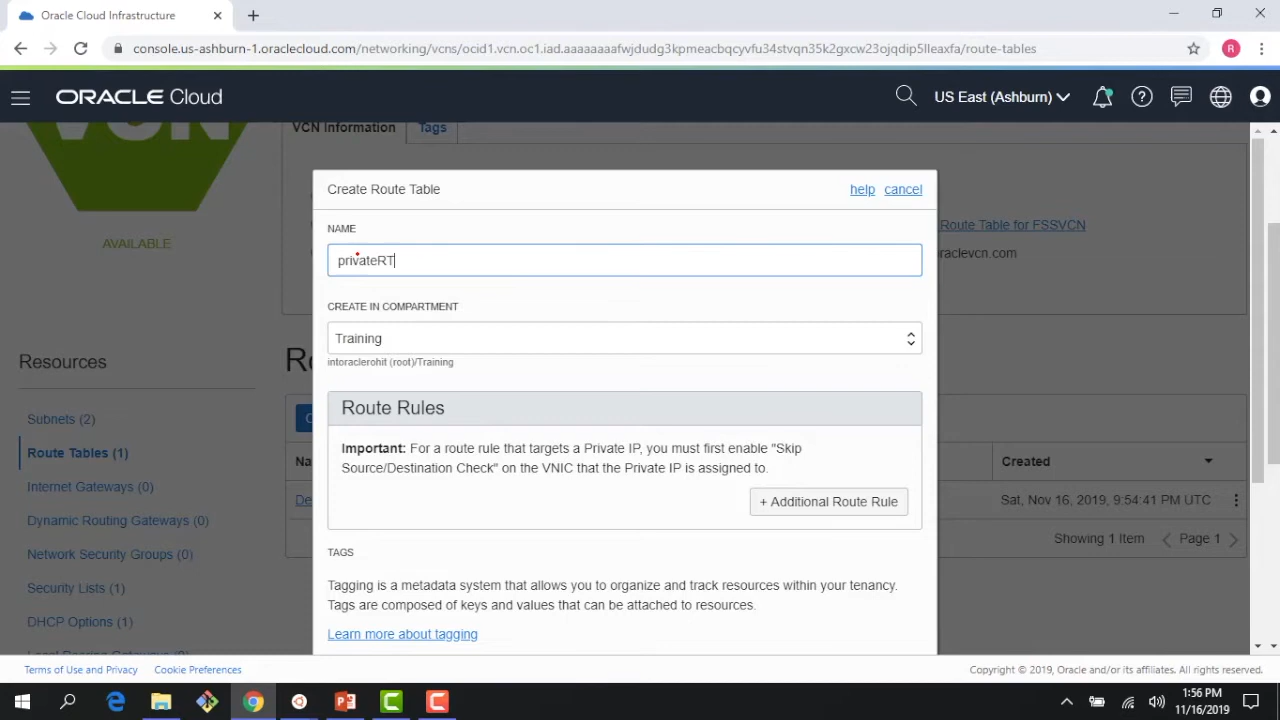 Oracle Cloud Infrastructure
console.us-ashburn-1.oraclecloud.com/networking/vcns/ocid1.vcn.oc1.iad.aaaaaaaafwjdudg3kpmeacbqcyvfu34stvqn35k2gxcw23ojqdip5lleaxfa/route-tables
R
ORACLE Cloud
US East (Ashburn)
VCN
VCN Information
Tags
AVAILABLE
Route Table for FSSVCN
raclevcn.com
Create Route Table
help cancel
NAME
privateRT
CREATE IN COMPARTMENT
Training
intoraclerohit (root)/Training
Route Rules
Important: For a route rule that targets a Private IP, you must first enable "Skip
Source/Destination Check" on the VNIC that the Private IP is assigned to.
+ Additional Route Rule
TAGS
Tagging is a metadata system that allows you to organize and track resources within your tenancy.
Tags are composed of keys and values that can be attached to resources.
Learn more about tagging
Resources
Subnets (2)
Route Tables (1)
Internet Gateways (0)
Dynamic Routing Gateways (0)
Network Security Groups (0)
Security Lists (1)
DHCP Options (1)
Created
Sat, Nov 16, 2019, 9:54:41 PM UTC
Showing 1 Item
Page 1
Terms of Use and Privacy
Cookie Preferences
Copyright © 2019, Oracle and/or its affiliates. All rights reserved.
1:56 PM
11/16/2019